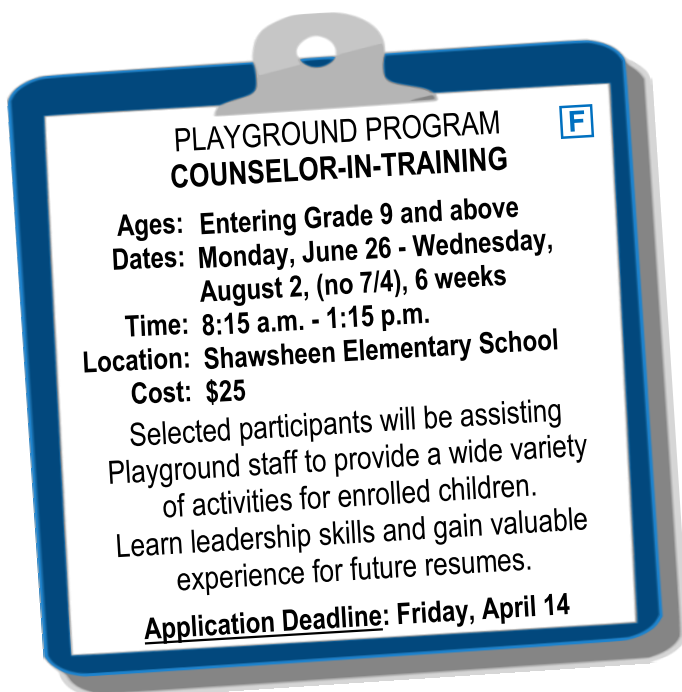 PLAYGROUND PROGRAM
F
COUNSELOR-IN-TRAINING
Ages: Entering Grade 9 and above
Dates: Monday, June 26 - Wednesday,
August 2, (no 7/4), 6 weeks
Time: 8:15 a.m. - 1:15 p.m.
Location: Shawsheen Elementary School
Cost: $25
Selected participants will be assisting
Playground staff to provide a wide variety
of activities for enrolled children.
Learn leadership skills and gain valuable
experience for future resumes.
Application Deadline: Friday, April 14